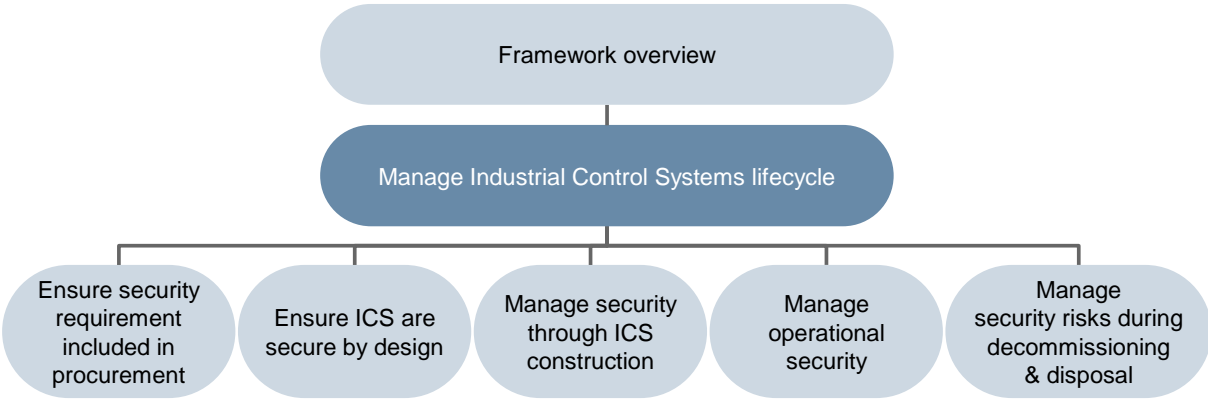 Framework overview
Manage Industrial Control Systems lifecycle
Ensure security
requirement
included in
procurement
Ensure ICS are
secure by design
Manage security
through ICS
construction
Manage
operational
security
Manage
security risks during
decommissioning
& disposal